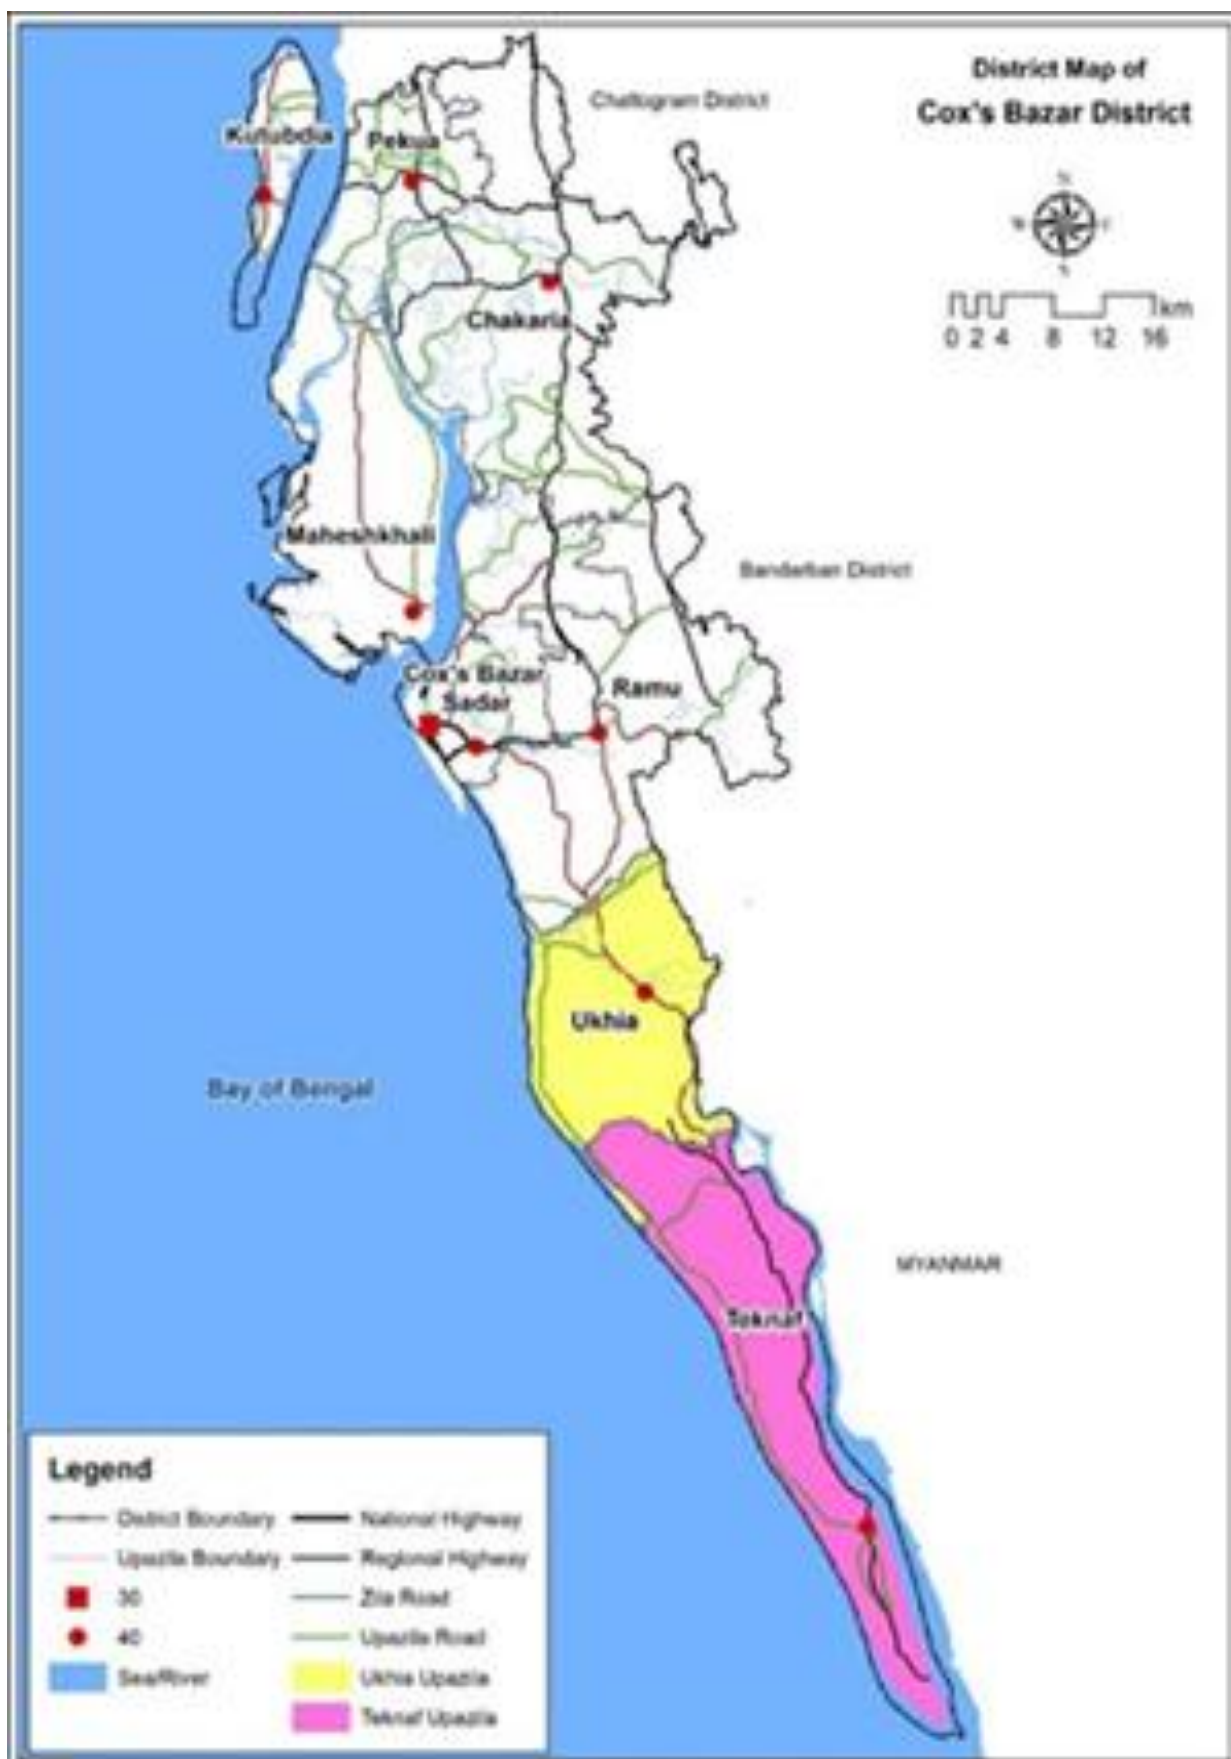 District Map of
Cox's Bazar District
Chattogram District
Kutubdia
Pekua
N
W
E
S
km
0 2 4 8 12 16
Chakaria
Maheshkhali
Bandarban District
Cox's Bazar
Sadar
Ramu
Ukhia
Bay of Bengal
MYANMAR
Teknaf
Legend
District Boundary
National Highway
Upazila Boundary
Regional Highway
30
Zila Road
40
Upazila Road
Sea/River
Ukhia Upazila
Teknaf Upazila